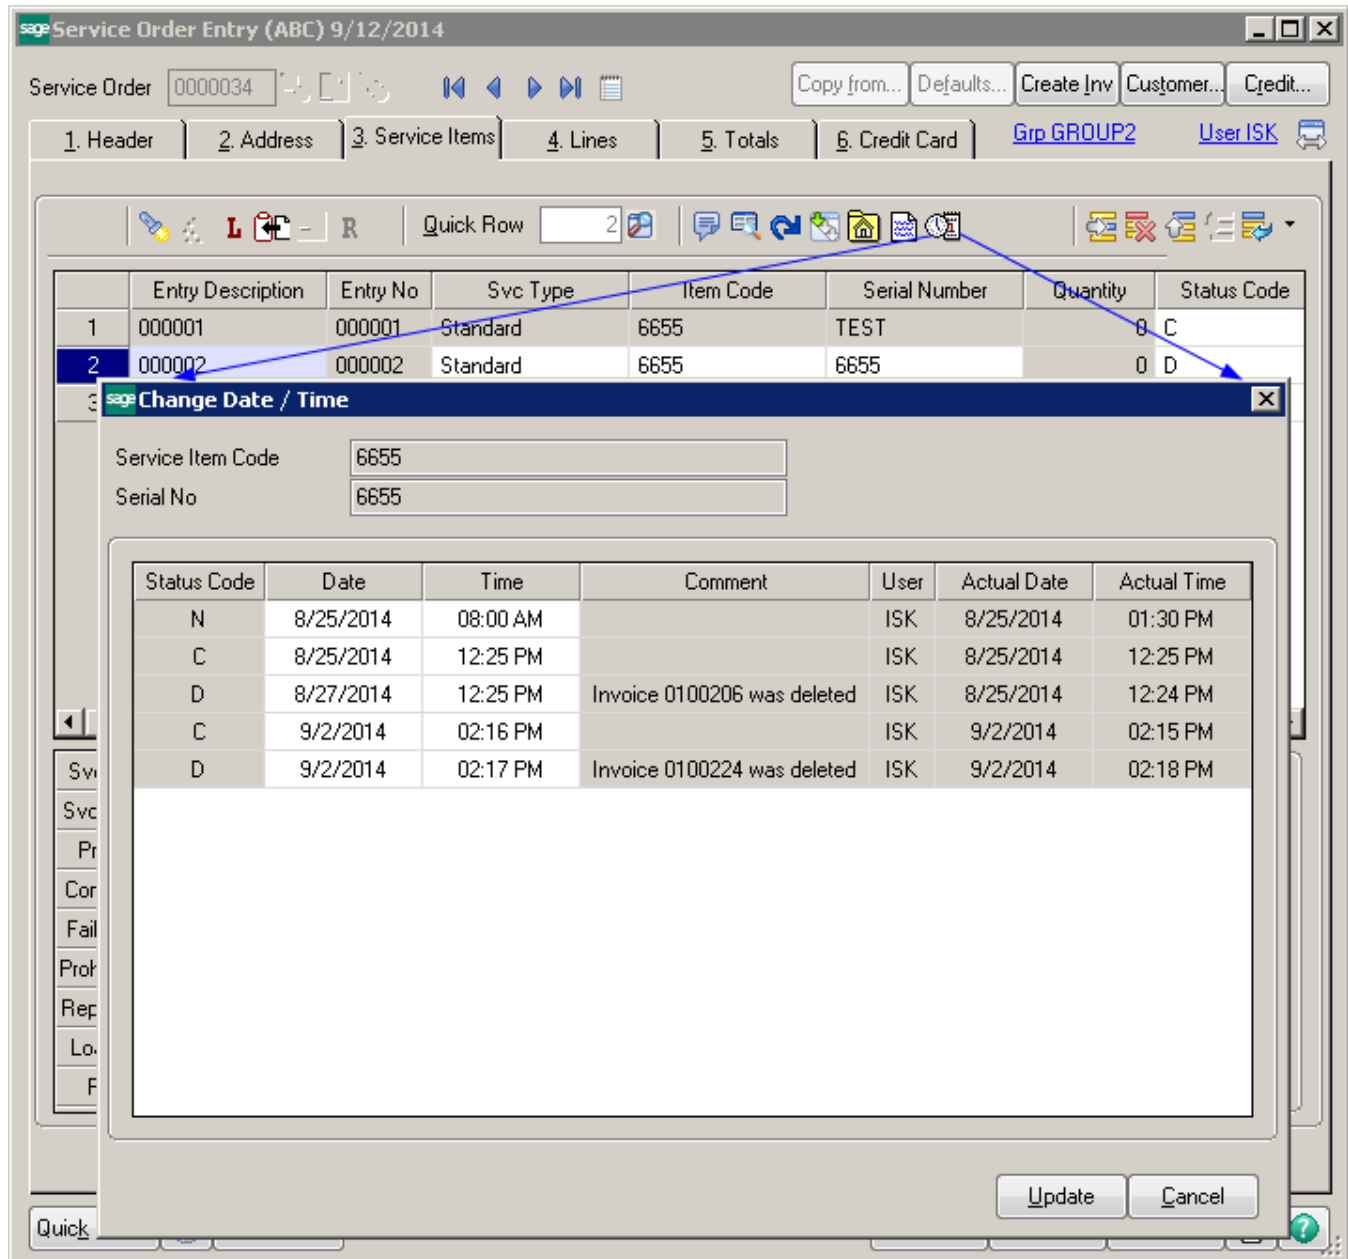 sage Service Order Entry (ABC) 9/12/2014
Service Order 0000034 Copy from... Defaults... Create Inv Customer... Credit...
1. Header 2. Address 3. Service Items 4. Lines 5. Totals 6. Credit Card Grp GROUP2 User ISK
L R Quick Row 2
Entry Description Entry No Svc Type Item Code Serial Number Quantity Status Code
1 000001 000001 Standard 6655 TEST 0 C
2 000002 000002 Standard 6655 6655 0 D
3
sage Change Date / Time
Service Item Code 6655
Serial No 6655
Status Code Date Time Comment User Actual Date Actual Time
N 8/25/2014 08:00 AM ISK 8/25/2014 01:30 PM
C 8/25/2014 12:25 PM ISK 8/25/2014 12:25 PM
D 8/27/2014 12:25 PM Invoice 0100206 was deleted ISK 8/25/2014 12:24 PM
C 9/2/2014 02:16 PM ISK 9/2/2014 02:15 PM
D 9/2/2014 02:17 PM Invoice 0100224 was deleted ISK 9/2/2014 02:18 PM
Svc
Pr
Cor
Fail
Rep
Update Cancel
Quick